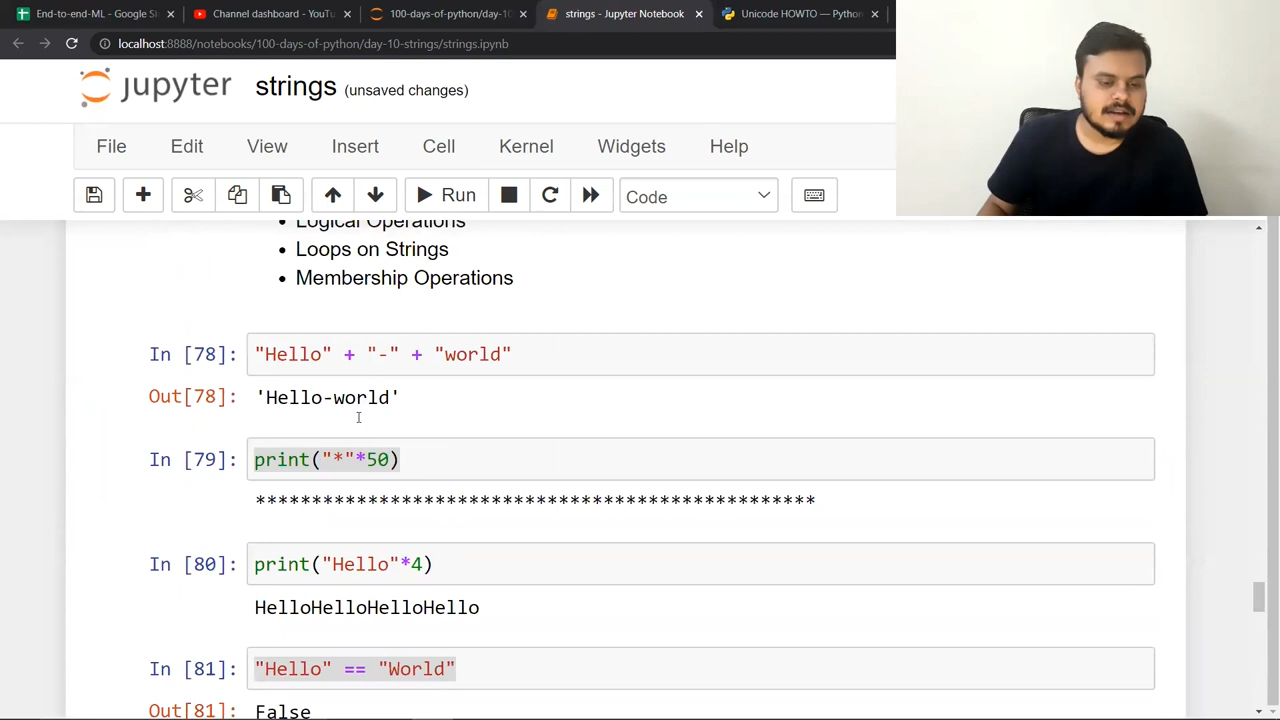 End-to-end-ML - Google
Channel dashboard - YouTu
100-days-of-python/day-10
strings - Jupyter Notebook
Unicode HOWTO — Python
localhost:8888/notebooks/100-days-of-python/day-10-strings/strings.ipynb
jupyter strings (unsaved changes)
File Edit View Insert Cell Kernel Widgets Help
Run Code
Logical Operations
Loops on Strings
Membership Operations
In [78]: "Hello" + "-" + "world"
Out[78]: 'Hello-world'
In [79]: print("*"*50)
**************************************************
In [80]: print("Hello"*4)
HelloHelloHelloHello
In [81]: "Hello" == "World"
Out[81]: False